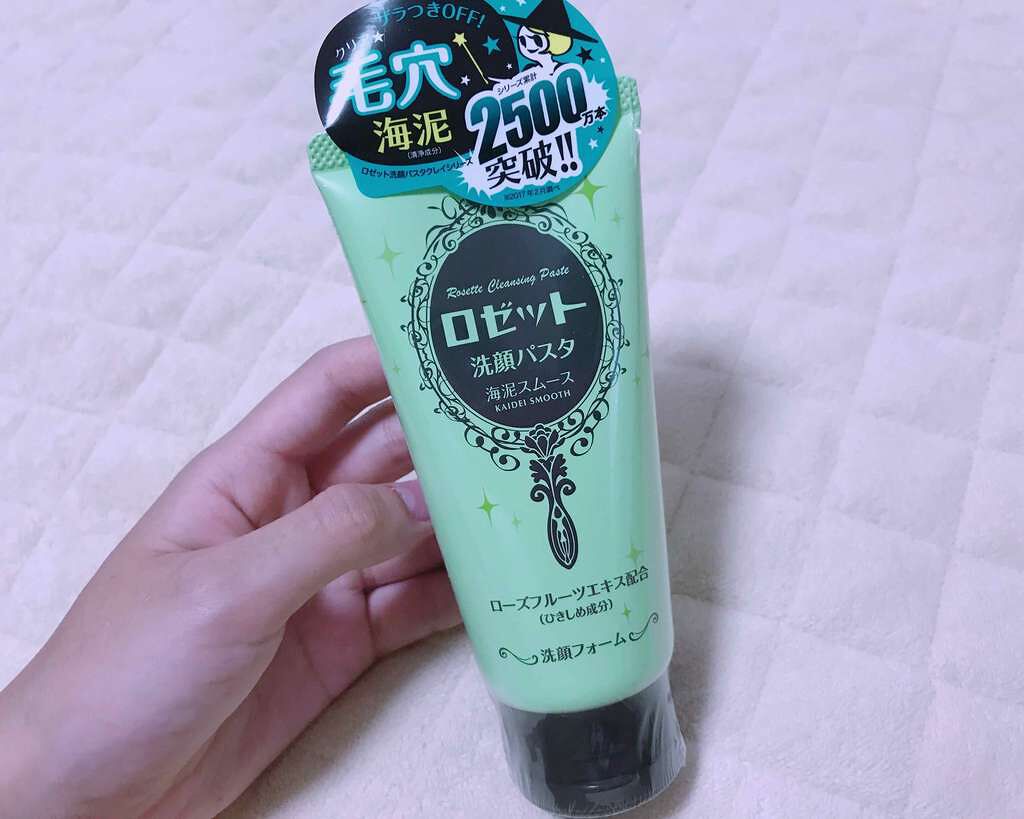 ザラつきOFF!
クリア★
毛穴
海泥
(清浄成分)
ロゼット洗顔パスタクレイシリーズ
シリーズ累計
2500万本
突破!!
※2017年2月調べ
Rosette Cleansing Paste
ロゼット
洗顔パスタ
海泥スムース
KAIDEI SMOOTH
ローズフルーツエキス配合
(ひきしめ成分)
洗顔フォーム